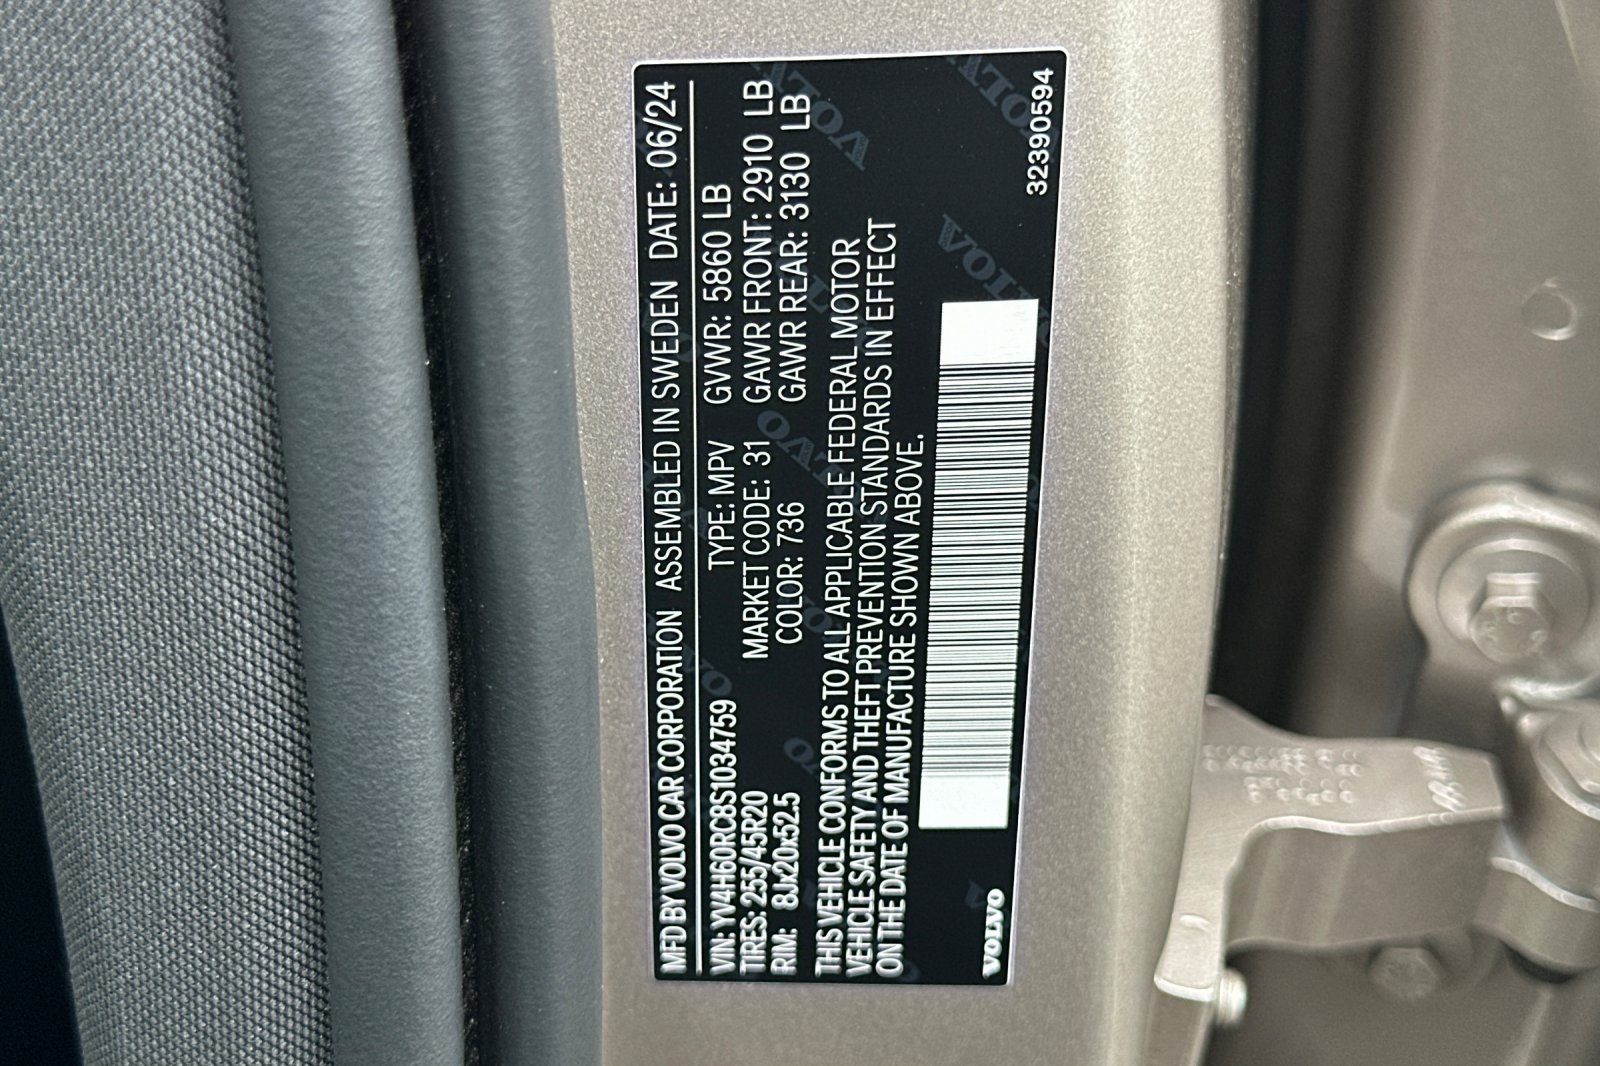 MFD BY VOLVO CAR CORPORATION ASSEMBLED IN SWEDEN DATE: 06/24
VIN: YV4H60RC8S1034759 TYPE: MPV GVWR: 5860 LB
TIRES: 255/45R20 MARKET CODE: 31 GAWR FRONT: 2910 LB
RIM: 8Jx20x52.5 COLOR: 736 GAWR REAR: 3130 LB
THIS VEHICLE CONFORMS TO ALL APPLICABLE FEDERAL MOTOR
VEHICLE SAFETY AND THEFT PREVENTION STANDARDS IN EFFECT
ON THE DATE OF MANUFACTURE SHOWN ABOVE.
VOLVO 32390594